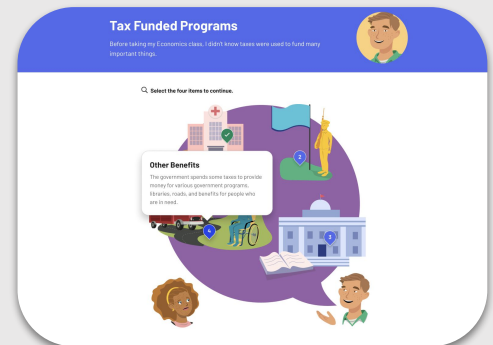 Tax Funded Programs
Before taking my Economics class, I didn't know taxes were used to fund many
important things.
Select the four items to continue.
2
Other Benefits
The government spends some taxes to provide
money for various government programs,
libraries, roads, and benefits for people who
are in need.
4
3